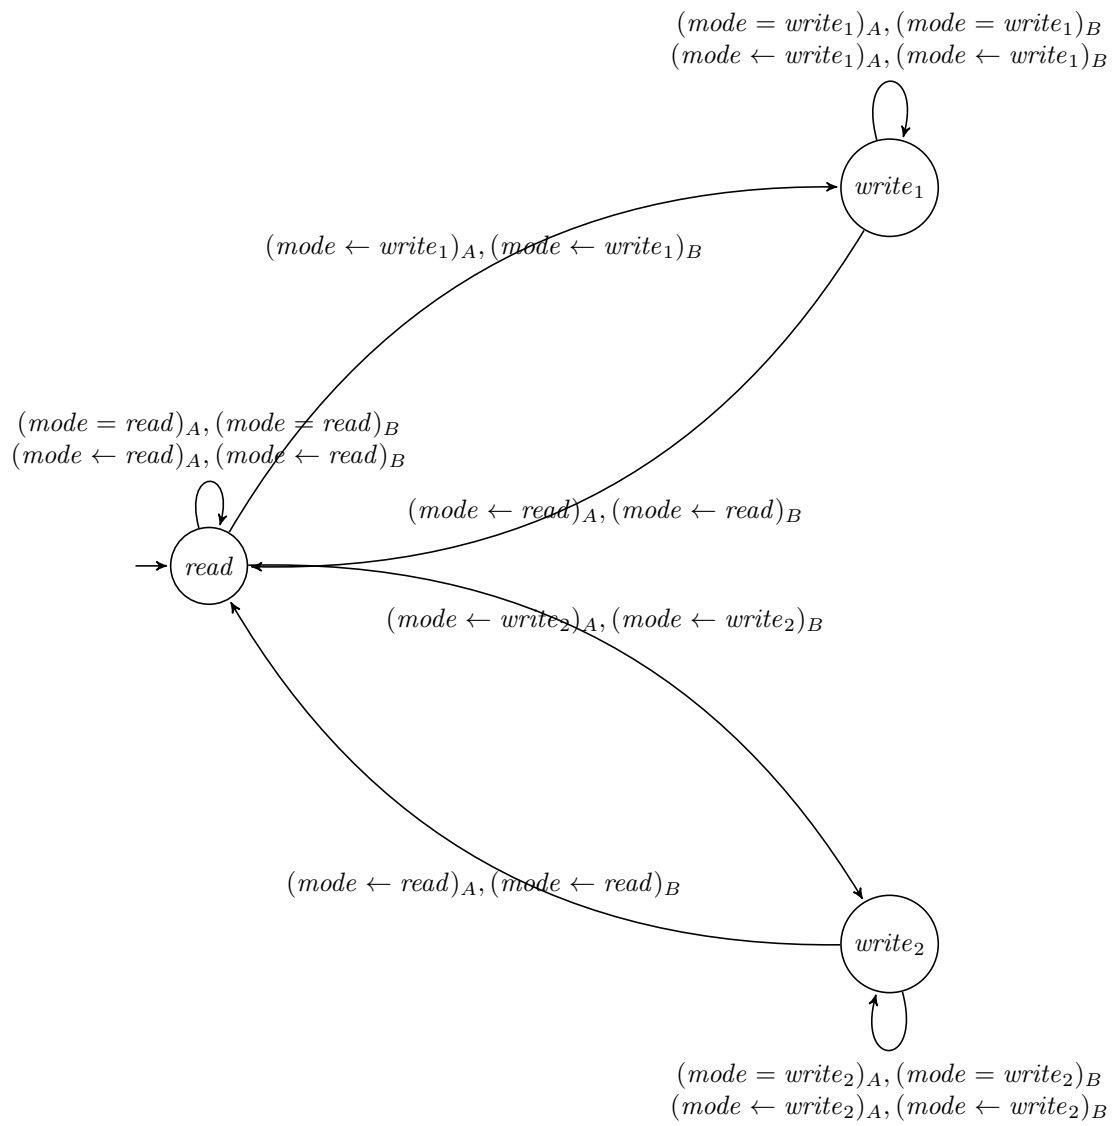 (mode = write₁)_A, (mode = write₁)_B
(mode ← write₁)_A, (mode ← write₁)_B
write₁
(mode ← write₁)_A, (mode ← write₁)_B
(mode = read)_A, (mode = read)_B
(mode ← read)_A, (mode ← read)_B
(mode ← read)_A, (mode ← read)_B
read
(mode ← write₂)_A, (mode ← write₂)_B
(mode ← read)_A, (mode ← read)_B
write₂
(mode = write₂)_A, (mode = write₂)_B
(mode ← write₂)_A, (mode ← write₂)_B